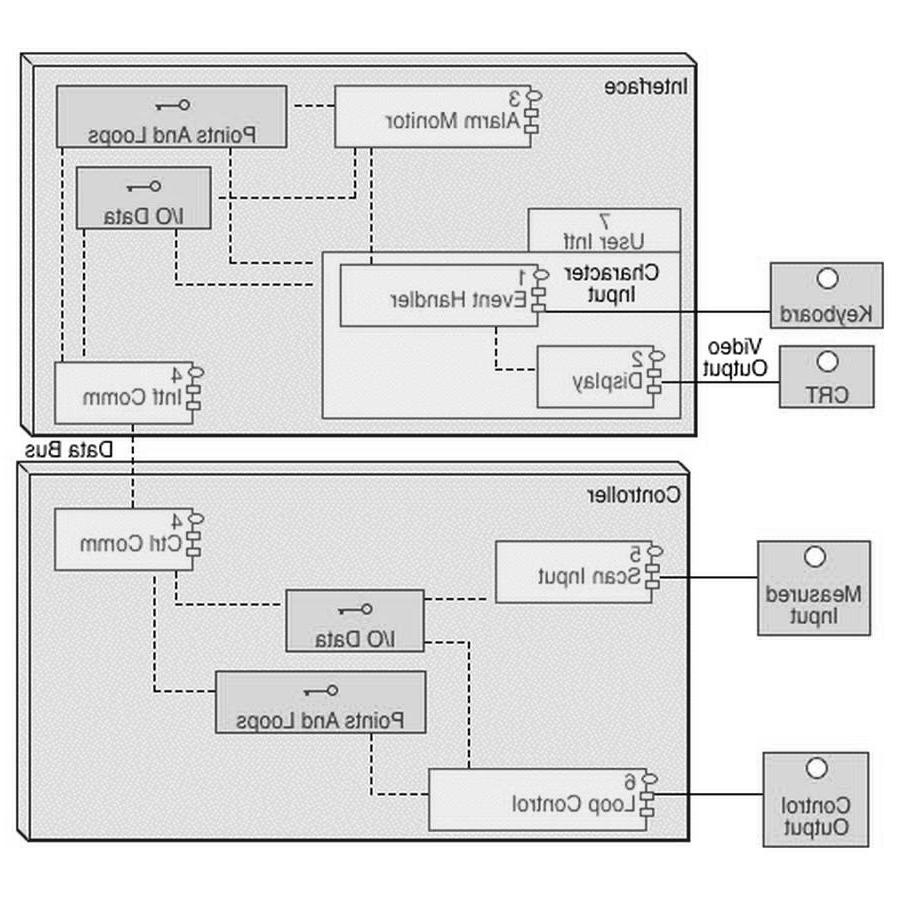 Interface
3
Alarm Monitor
Points And Loops
I/O Data
7
User Intf
Character
Input
1
Event Handler
Keyboard
Video
Output
2
Display
CRT
4
Intf Comm
Data Bus
Controller
4
Ctrl Comm
5
Scan Input
Measured
Input
I/O Data
Points And Loops
6
Loop Control
Control
Output